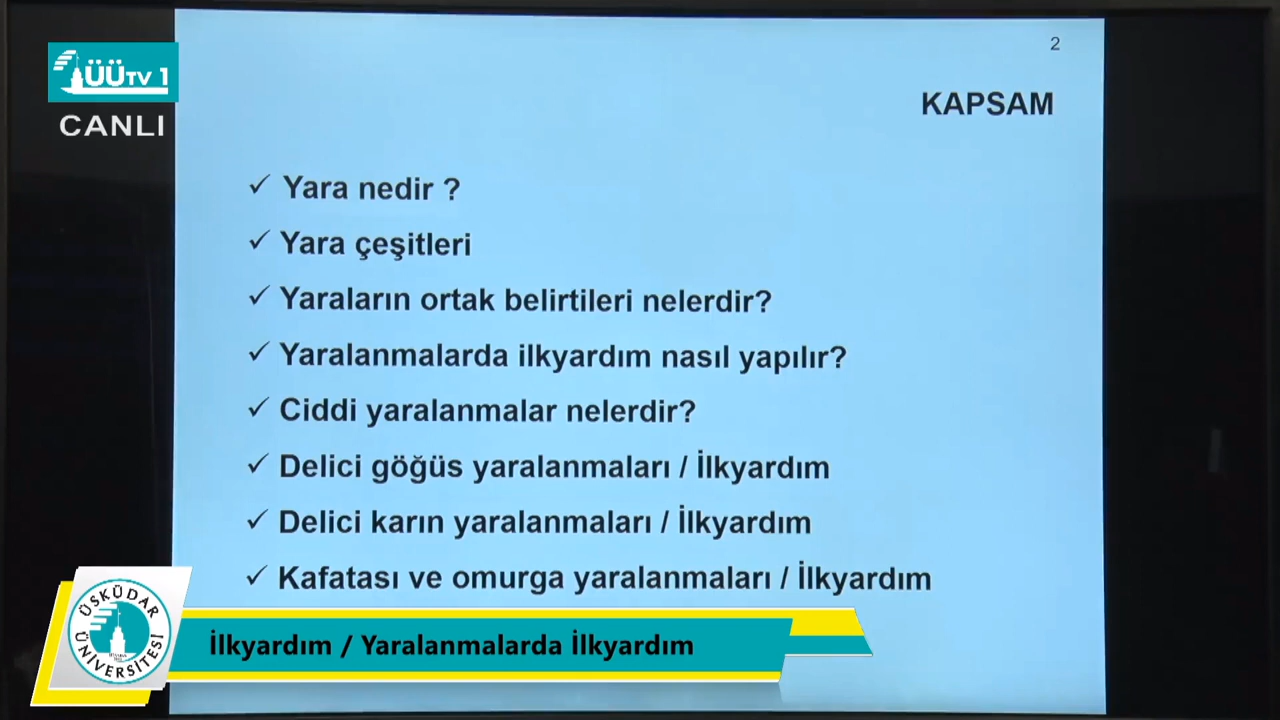 ÜÜTV 1
CANLI
2
KAPSAM
✓ Yara nedir ?
✓ Yara çeşitleri
✓ Yaraların ortak belirtileri nelerdir?
✓ Yaralanmalarda ilkyardım nasıl yapılır?
✓ Ciddi yaralanmalar nelerdir?
✓ Delici göğüs yaralanmaları / İlkyardım
✓ Delici karın yaralanmaları / İlkyardım
✓ Kafatası ve omurga yaralanmaları / İlkyardım
ÜSKÜDAR ÜNİVERSİTESİ
İlkyardım / Yaralanmalarda İlkyardım